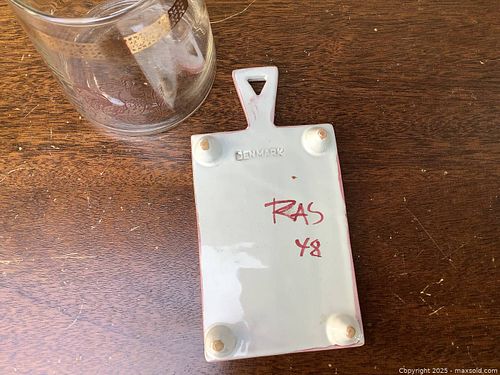 DENMARK
RAS
48
Copyright 2025 - maxsold.com